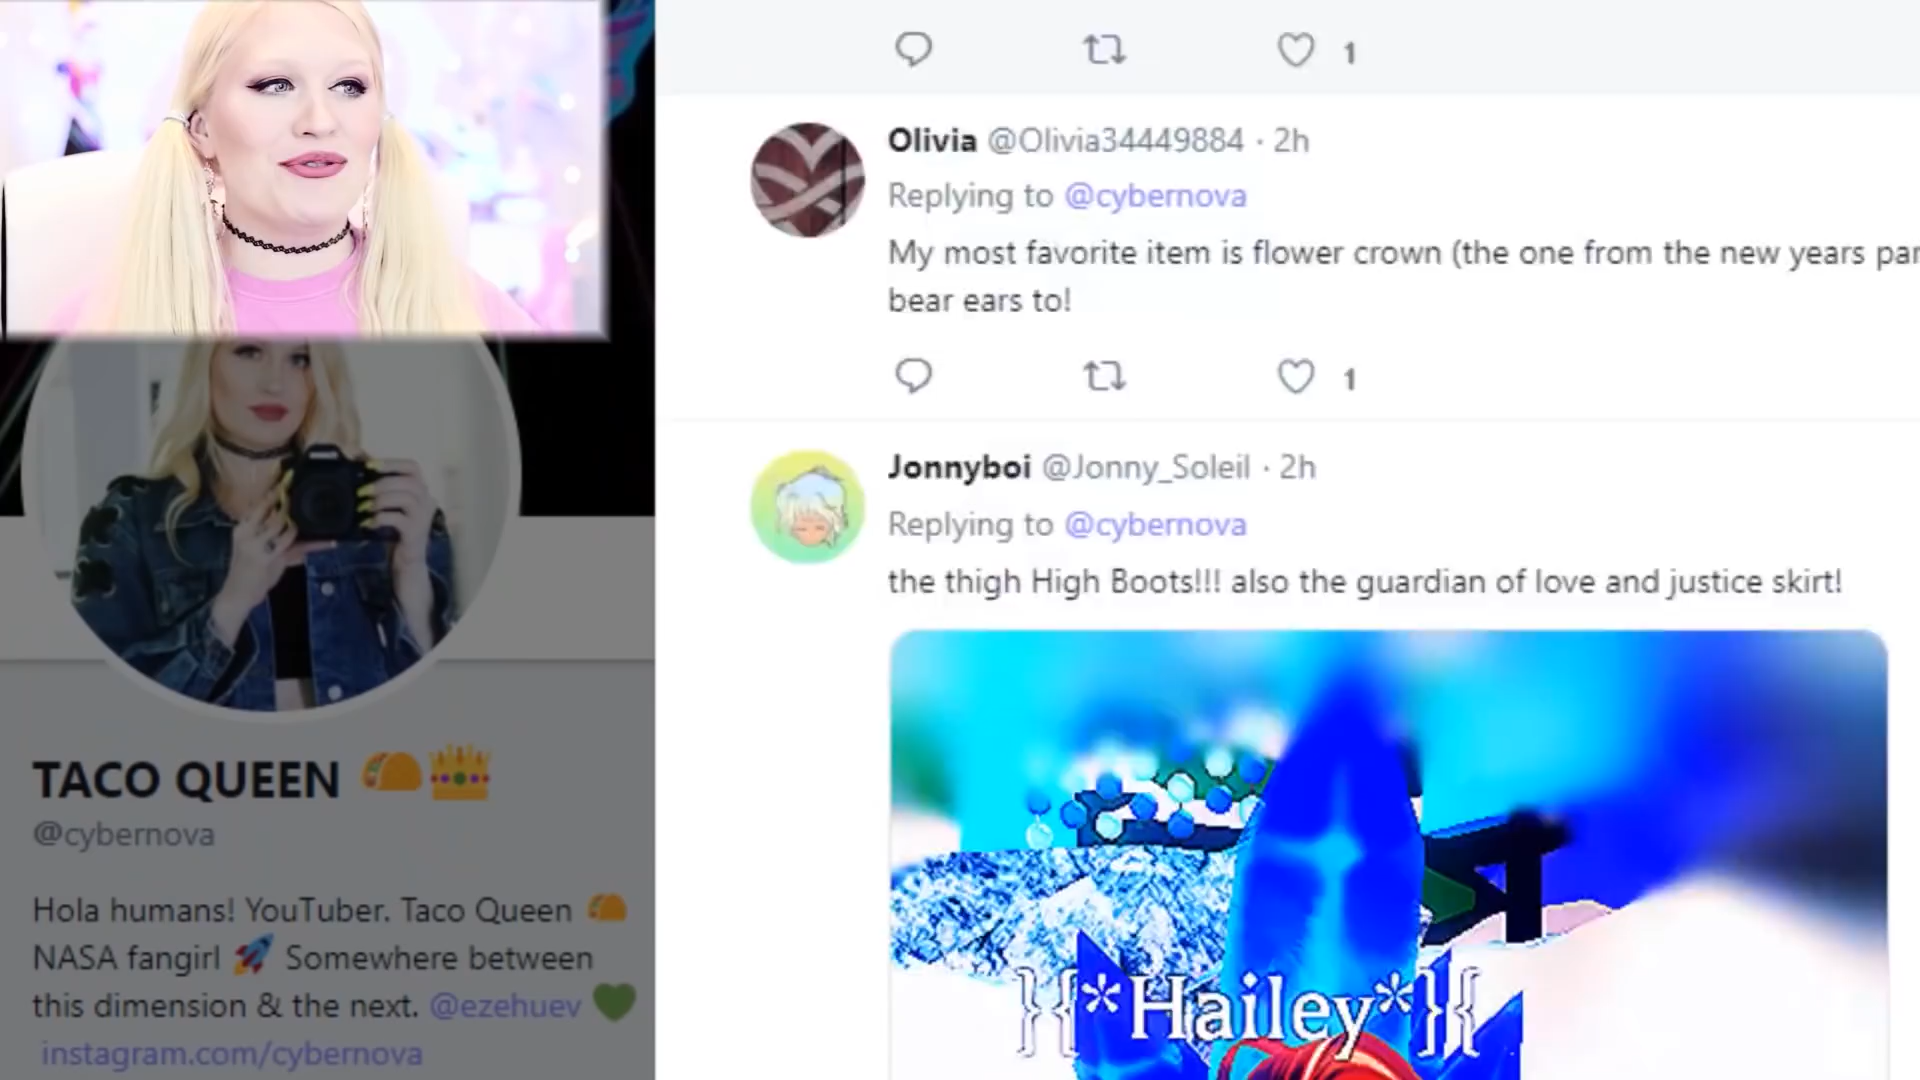 1
Olivia @Olivia34449884 · 2h
Replying to @cybernova
My most favorite item is flower crown (the one from the new years par
bear ears to!
1
Jonnyboi @Jonny_Soleil · 2h
Replying to @cybernova
the thigh High Boots!!! also the guardian of love and justice skirt!
}{*Hailey*}{
TACO QUEEN 🌮👑
@cybernova
Hola humans! YouTuber. Taco Queen 🌮
NASA fangirl 🚀 Somewhere between
this dimension & the next. @ezehuev 💚
instagram.com/cybernova